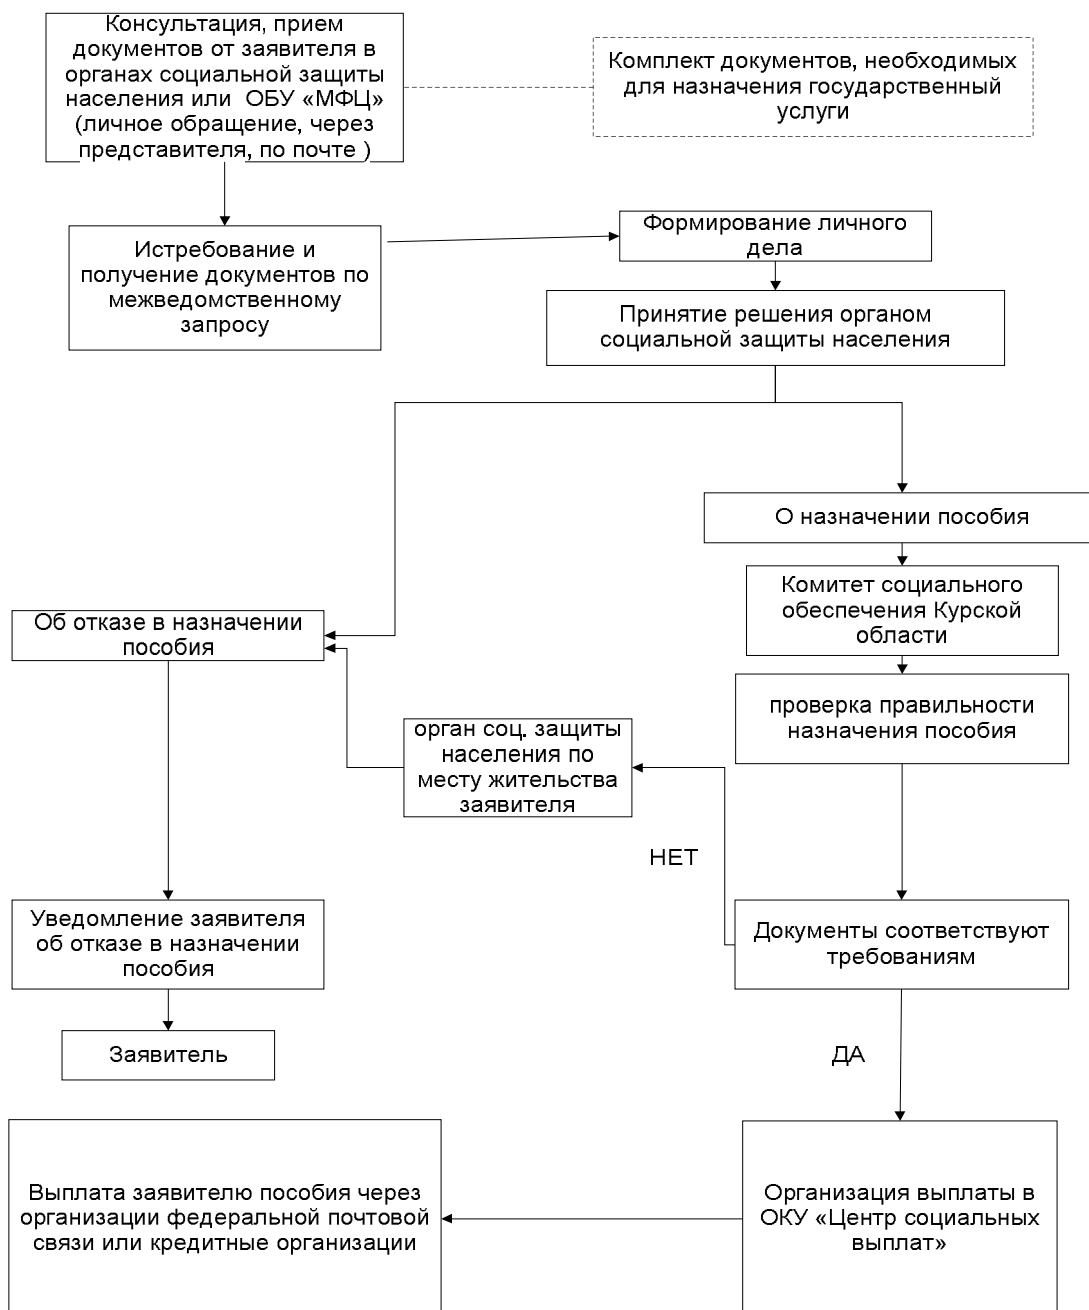 Консультация, прием
документов от заявителя в
органах социальной защиты
населения или ОБУ «МФЦ»
(личное обращение, через
представителя, по почте )
Комплект документов, необходимых
для назначения государственный
услуги
Истребование и
получение документов по
межведомственному
запросу
Формирование личного
дела
Принятие решения органом
социальной защиты населения
О назначении пособия
Комитет социального
обеспечения Курской
области
Об отказе в назначении
пособия
проверка правильности
назначения пособия
орган соц. защиты
населения по
месту жительства
заявителя
НЕТ
Уведомление заявителя
об отказе в назначении
пособия
Документы соответствуют
требованиям
Заявитель
ДА
Выплата заявителю пособия через
организации федеральной почтовой
связи или кредитные организации
Организация выплаты в
ОКУ «Центр социальных
выплат»